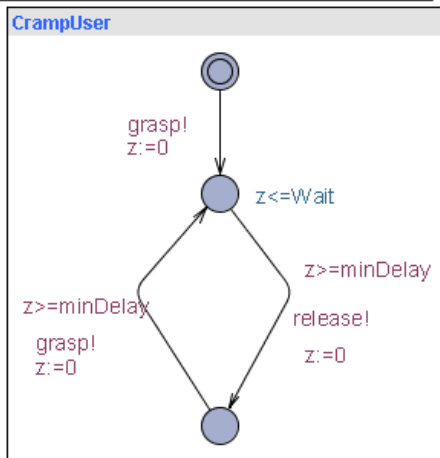 CrampUser
grasp!
z:=0
z<=Wait
z>=minDelay
release!
z:=0
z>=minDelay
grasp!
z:=0